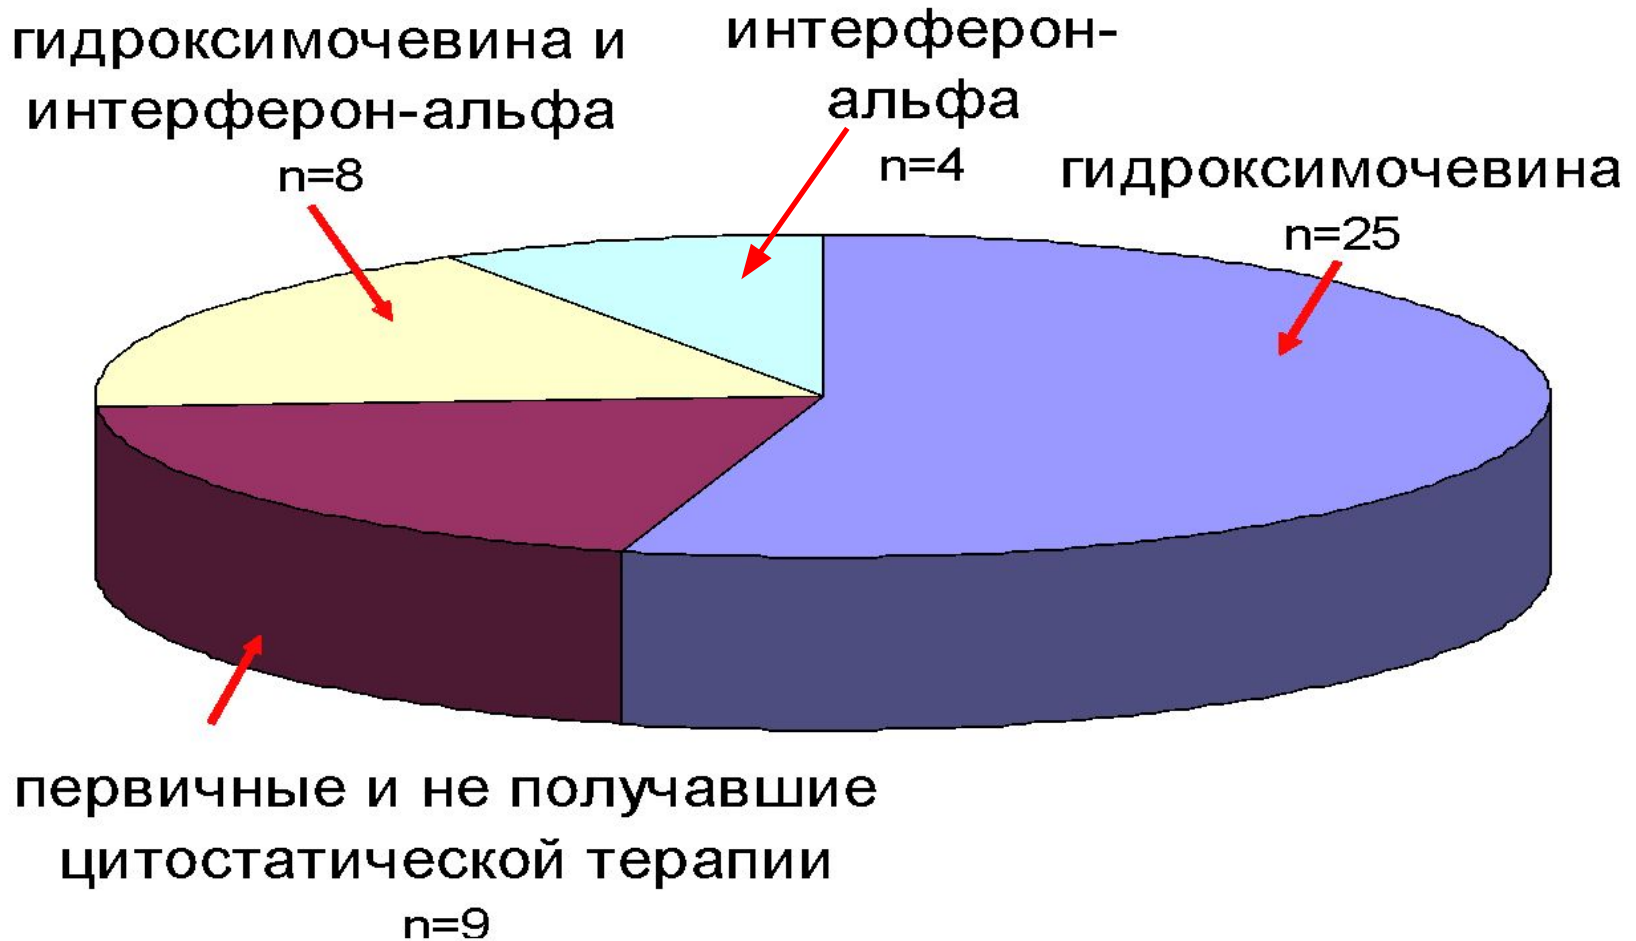 гидроксимочевина и
интерферон-альфа
n=8
интерферон-
альфа
n=4
гидроксимочевина
n=25
первичные и не получавшие
цитостатической терапии
n=9